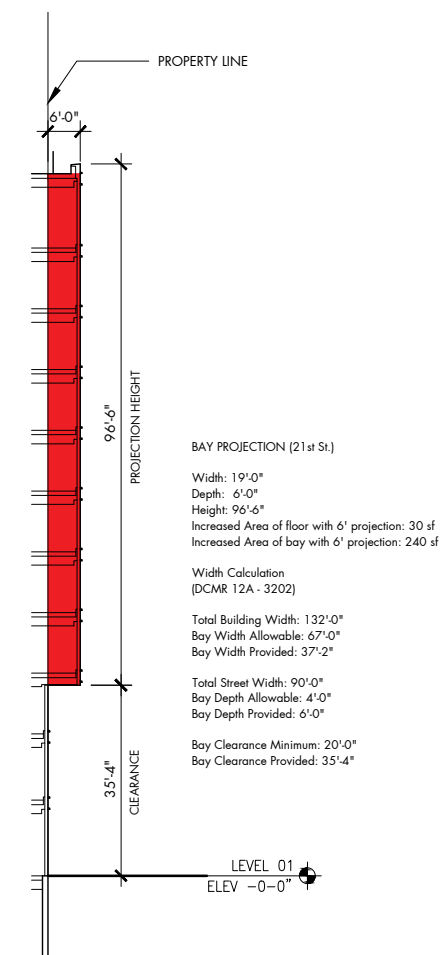 PROPERTY LINE
6'-0"
96'-6"
PROJECTION HEIGHT
BAY PROJECTION (21st St.)
Width: 19'-0"
Depth: 6'-0"
Height: 96'-6"
Increased Area of floor with 6' projection: 30 sf
Increased Area of bay with 6' projection: 240 sf
Width Calculation
(DCMR 12A - 3202)
Total Building Width: 132'-0"
Bay Width Allowable: 67'-0"
Bay Width Provided: 37'-2"
Total Street Width: 90'-0"
Bay Depth Allowable: 4'-0"
Bay Depth Provided: 6'-0"
Bay Clearance Minimum: 20'-0"
Bay Clearance Provided: 35'-4"
35'-4"
CLEARANCE
LEVEL 01
ELEV -0-0"